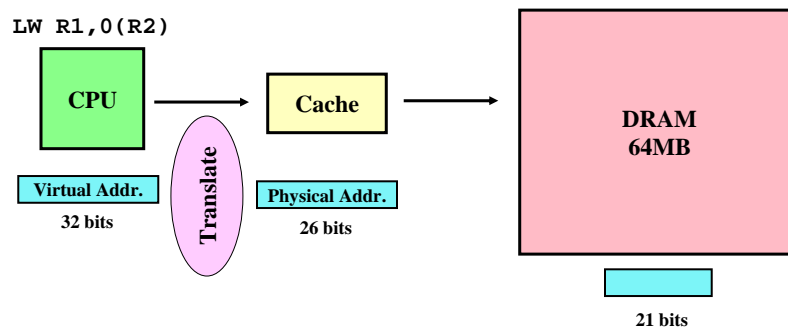 LW R1,0(R2)
CPU
Cache
DRAM
64MB
Translate
Virtual Addr.
Physical Addr.
32 bits
26 bits
21 bits